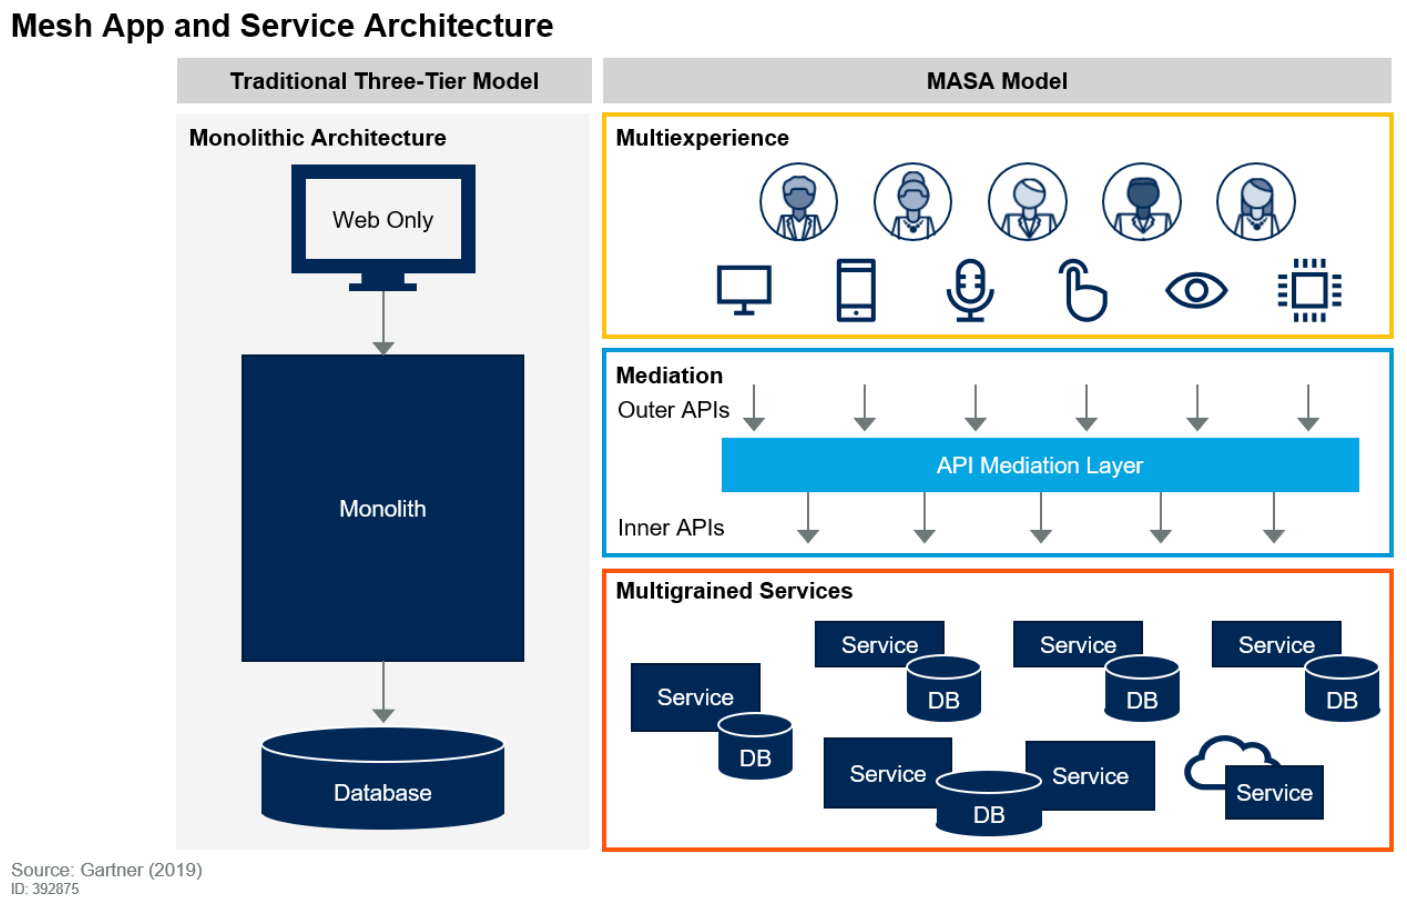 Mesh App and Service Architecture
Traditional Three-Tier Model
MASA Model
Monolithic Architecture
Web Only
Monolith
Database
Multiexperience
Mediation
Outer APIs
API Mediation Layer
Inner APIs
Multigrained Services
Service
DB
Service
DB
Service
DB
Service
DB
Service
DB
Service
Service
Source: Gartner (2019)
ID: 392875